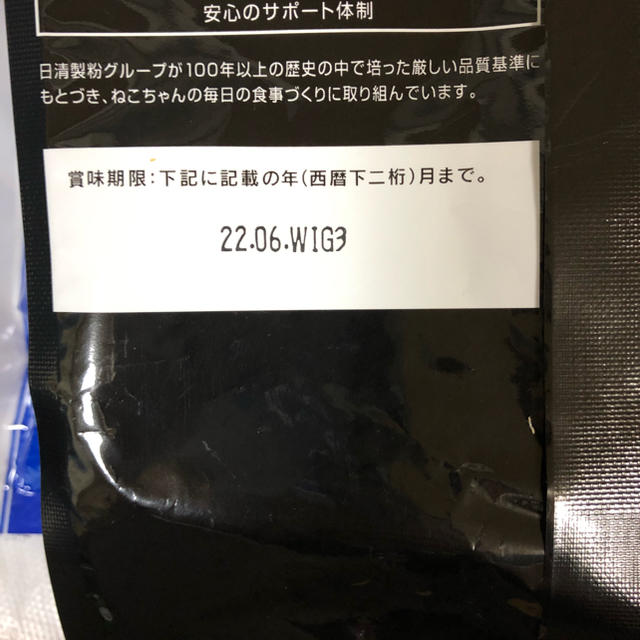 安心のサポート体制
日清製粉グループが100年以上の歴史の中で培った厳しい品質基準に
もとづき、ねこちゃんの毎日の食事づくりに取り組んでいます。
賞味期限:下記に記載の年(西暦下二桁)月まで。
22.06.WIG3